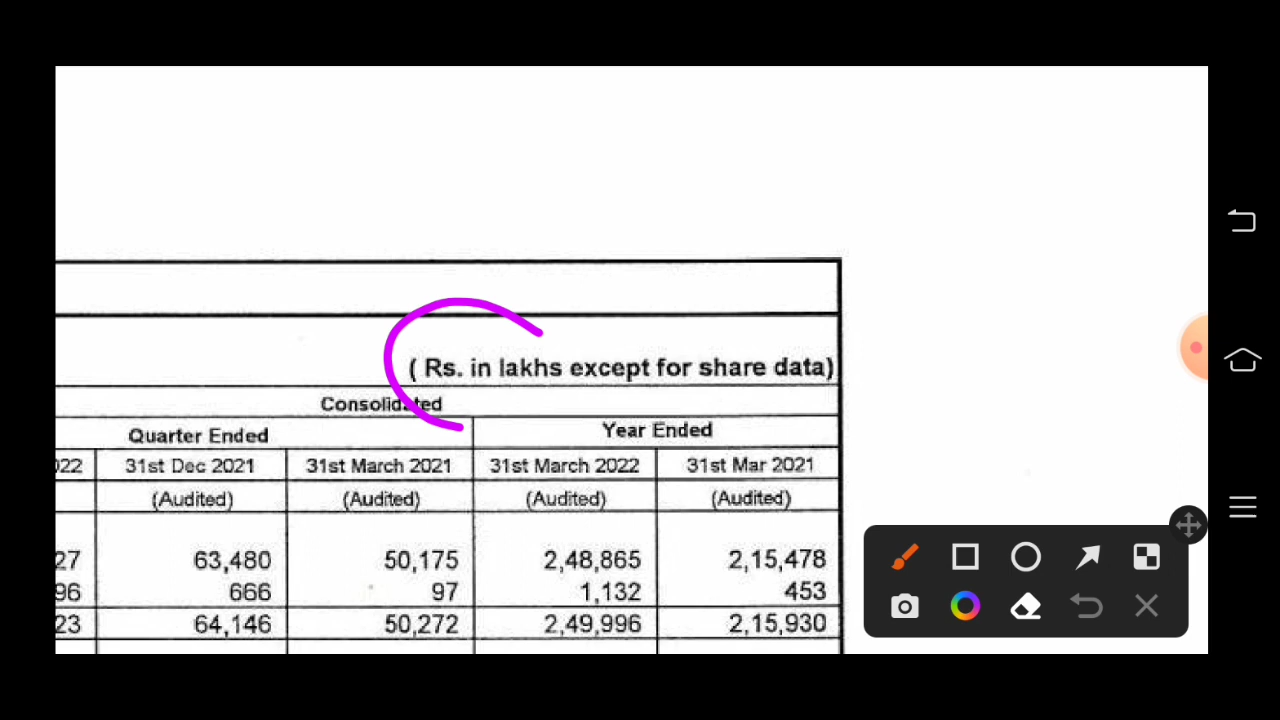 ( Rs. in lakhs except for share data)
Consolidated
Quarter Ended Year Ended
022 31st Dec 2021 31st March 2021 31st March 2022 31st Mar 2021
(Audited) (Audited) (Audited) (Audited)
27 63,480 50,175 2,48,865 2,15,478
96 666 97 1,132 453
23 64,146 50,272 2,49,996 2,15,930